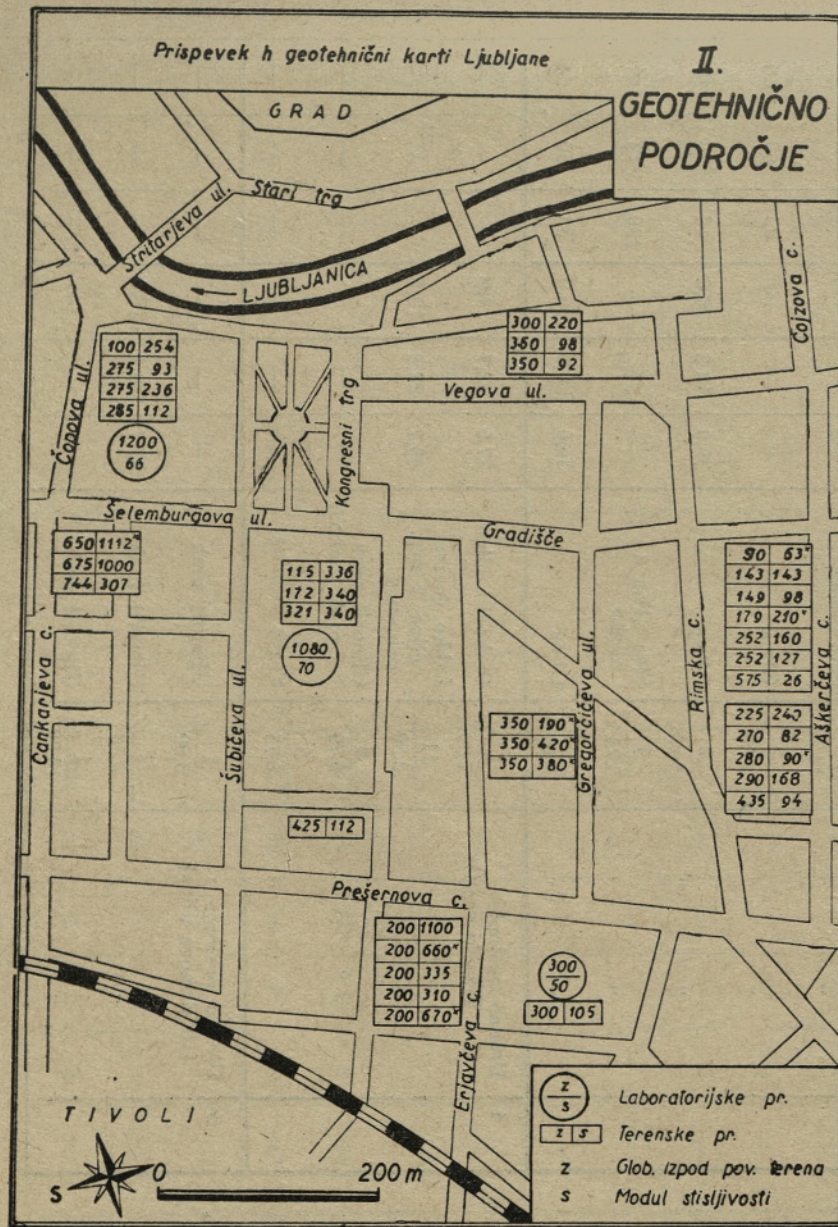 Prispevek h geotehnični karti Ljubljane
II.
GEOTEHNIČNO
PODROČJE
GRAD
Stari trg
Stritarjeva ul.
LJUBLJANICA
Cojzova c.
Čopova ul.
100 254
275 93
275 236
285 112
1200
66
Kongresni trg
300 220
360 98
350 92
Vegova ul.
Šelemburgova ul.
Gradišče
650 1112*
675 1000
744 307
115 336
172 340
321 340
1080
70
90 63*
143 143
149 98
179 210*
252 160
252 127
575 26
225 240
270 82
280 90*
290 168
435 94
Cankarjeva c.
Šubičeva ul.
Gregorčičeva ul.
Rimska c.
Aškerčeva c.
350 190*
350 420*
350 380*
425 112
Prešernova c.
200 1100
200 660*
200 335
200 310
200 670*
300
50
300 105
Erjavčeva c.
TIVOLI
S
0 200 m
z
s
Laboratorijske pr.
z s Terenske pr.
z Glob. izpod pov. terena
s Modul stisljivosti